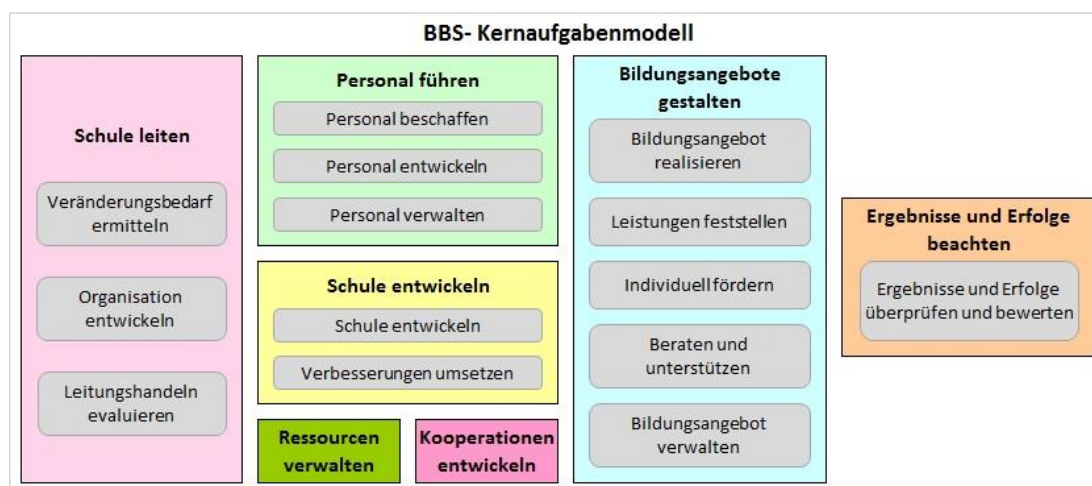 BBS- Kernaufgabenmodell
Schule leiten
Veränderungsbedarf
ermitteln
Organisation
entwickeln
Leitungshandeln
evaluieren
Personal führen
Personal beschaffen
Personal entwickeln
Personal verwalten
Schule entwickeln
Schule entwickeln
Verbesserungen umsetzen
Ressourcen
verwalten
Kooperationen
entwickeln
Bildungsangebote
gestalten
Bildungsangebot
realisieren
Leistungen feststellen
Individuell fördern
Beraten und
unterstützen
Bildungsangebot
verwalten
Ergebnisse und Erfolge
beachten
Ergebnisse und Erfolge
überprüfen und bewerten